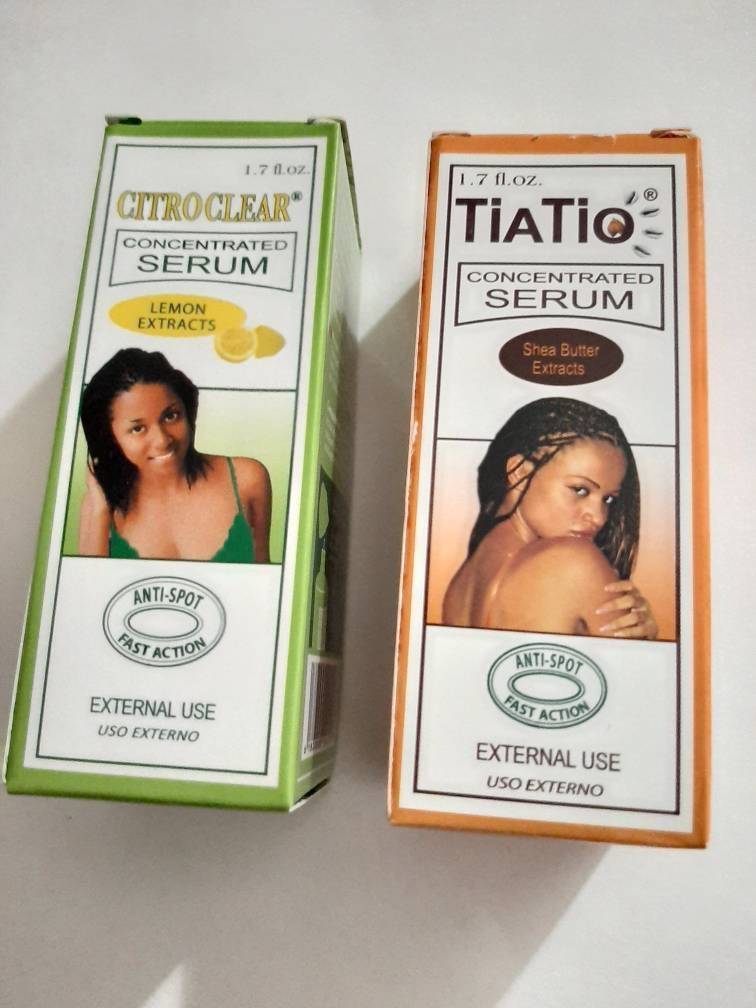 1.7 fl.oz.
CITROCLEAR®
CONCENTRATED
SERUM
LEMON
EXTRACTS
ANTI-SPOT
FAST ACTION
EXTERNAL USE
USO EXTERNO
1.7 fl.oz.
TiATiO®
CONCENTRATED
SERUM
Shea Butter
Extracts
ANTI-SPOT
FAST ACTION
EXTERNAL USE
USO EXTERNO